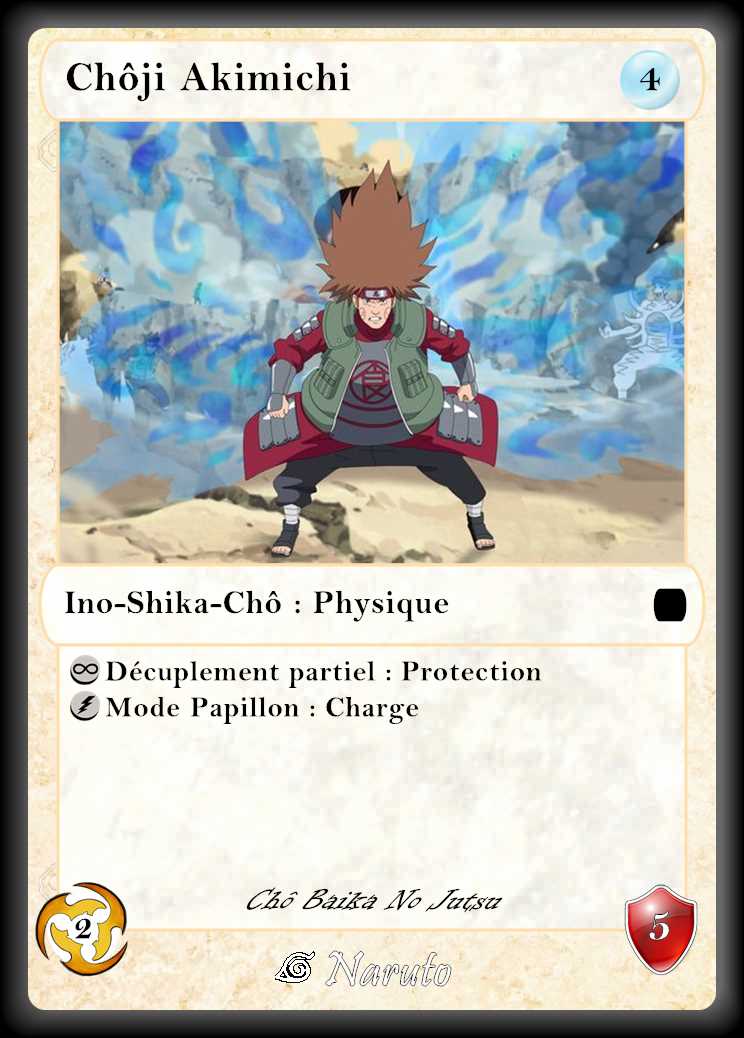 Chôji Akimichi
4
Ino-Shika-Chô : Physique
Décuplement partiel : Protection
Mode Papillon : Charge
Chô Baika No Jutsu
2
5
Naruto